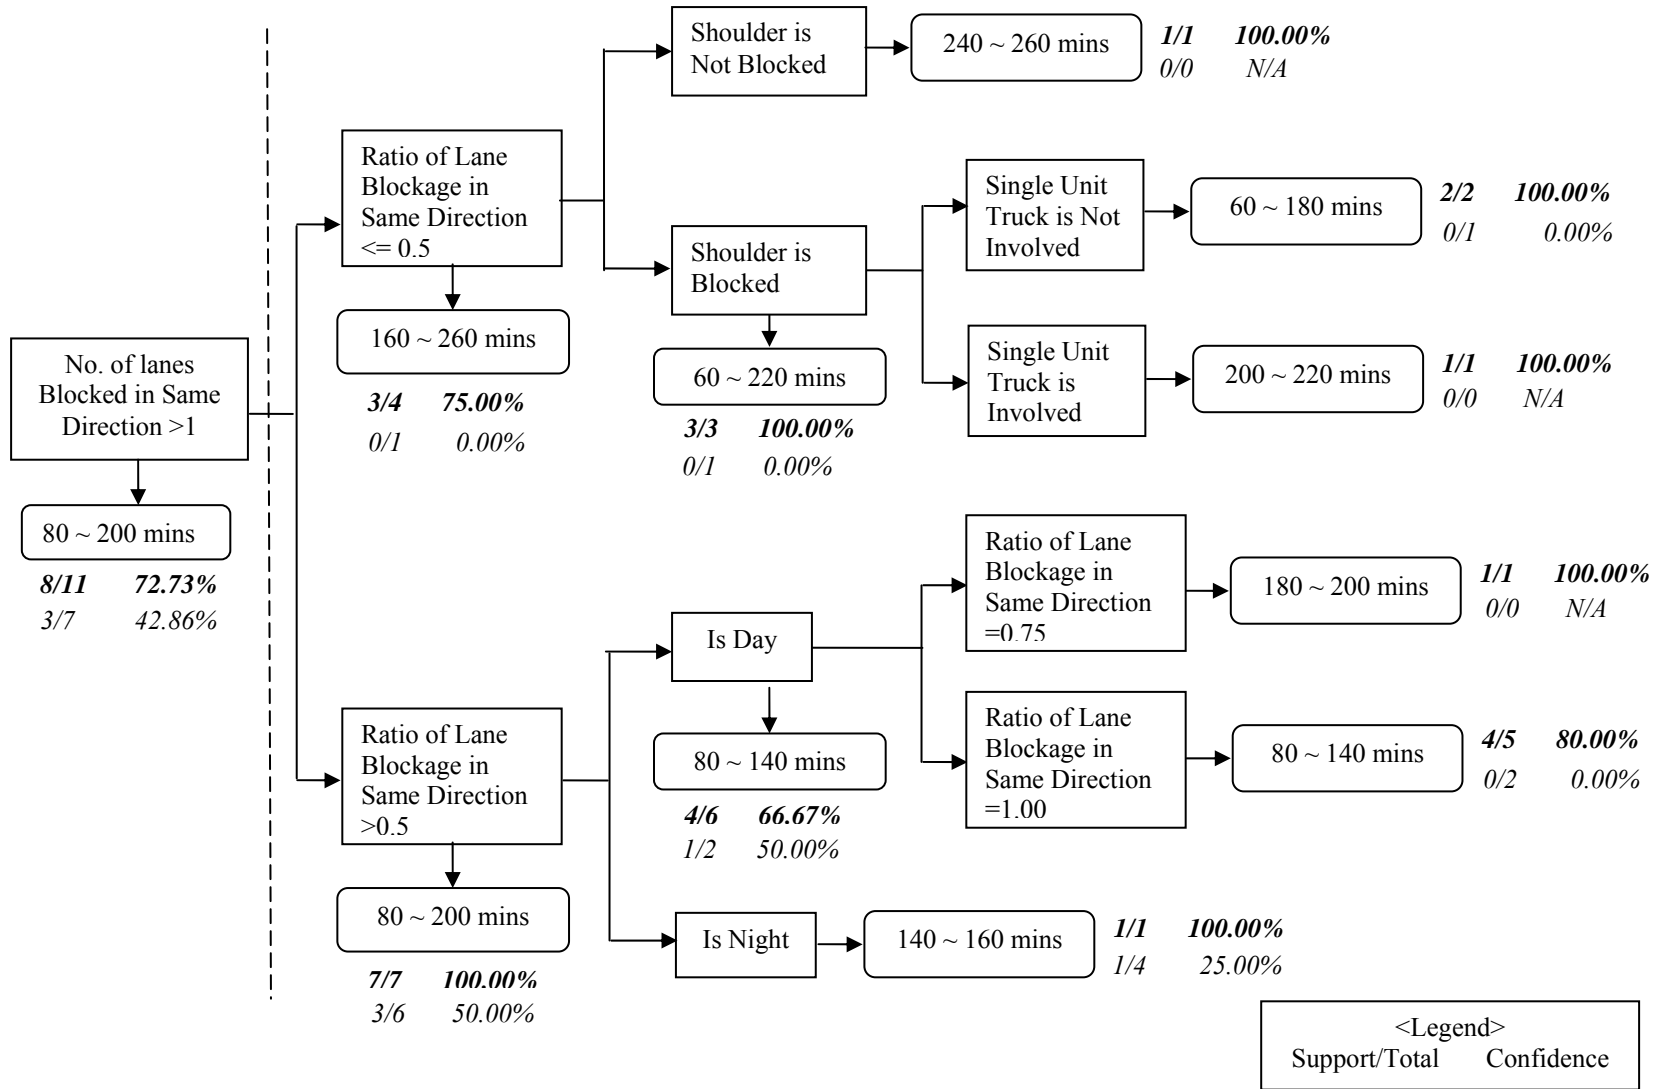 No. of lanes
Blocked in Same
Direction >1
80 ~ 200 mins
8/11 72.73%
3/7 42.86%
Ratio of Lane
Blockage in
Same Direction
<= 0.5
160 ~ 260 mins
3/4 75.00%
0/1 0.00%
Shoulder is
Not Blocked
240 ~ 260 mins
1/1 100.00%
0/0 N/A
Shoulder is
Blocked
60 ~ 220 mins
3/3 100.00%
0/1 0.00%
Single Unit
Truck is Not
Involved
60 ~ 180 mins
2/2 100.00%
0/1 0.00%
Single Unit
Truck is
Involved
200 ~ 220 mins
1/1 100.00%
0/0 N/A
Ratio of Lane
Blockage in
Same Direction
>0.5
80 ~ 200 mins
7/7 100.00%
3/6 50.00%
Is Day
80 ~ 140 mins
4/6 66.67%
1/2 50.00%
Ratio of Lane
Blockage in
Same Direction
=0.75
180 ~ 200 mins
1/1 100.00%
0/0 N/A
Ratio of Lane
Blockage in
Same Direction
=1.00
80 ~ 140 mins
4/5 80.00%
0/2 0.00%
Is Night
140 ~ 160 mins
1/1 100.00%
1/4 25.00%
<Legend>
Support/Total Confidence